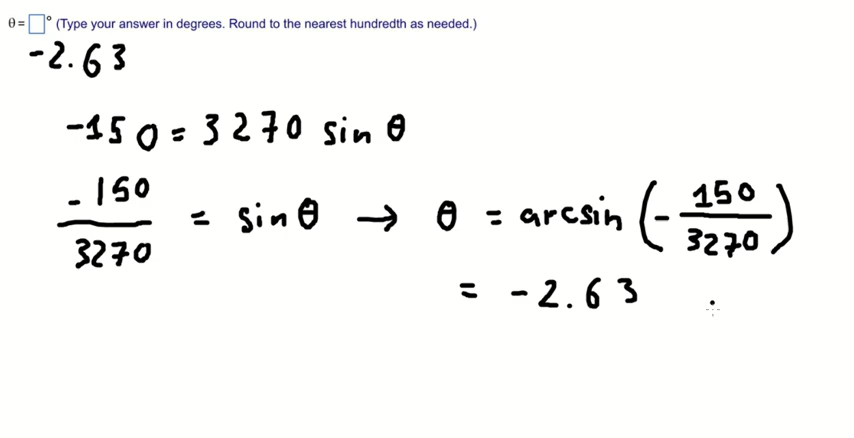 θ = ° (Type your answer in degrees. Round to the nearest hundredth as needed.)
-2.63
-150 = 3270 sin θ
-150/3270 = sin θ → θ = arcsin (-150/3270)
= -2.63